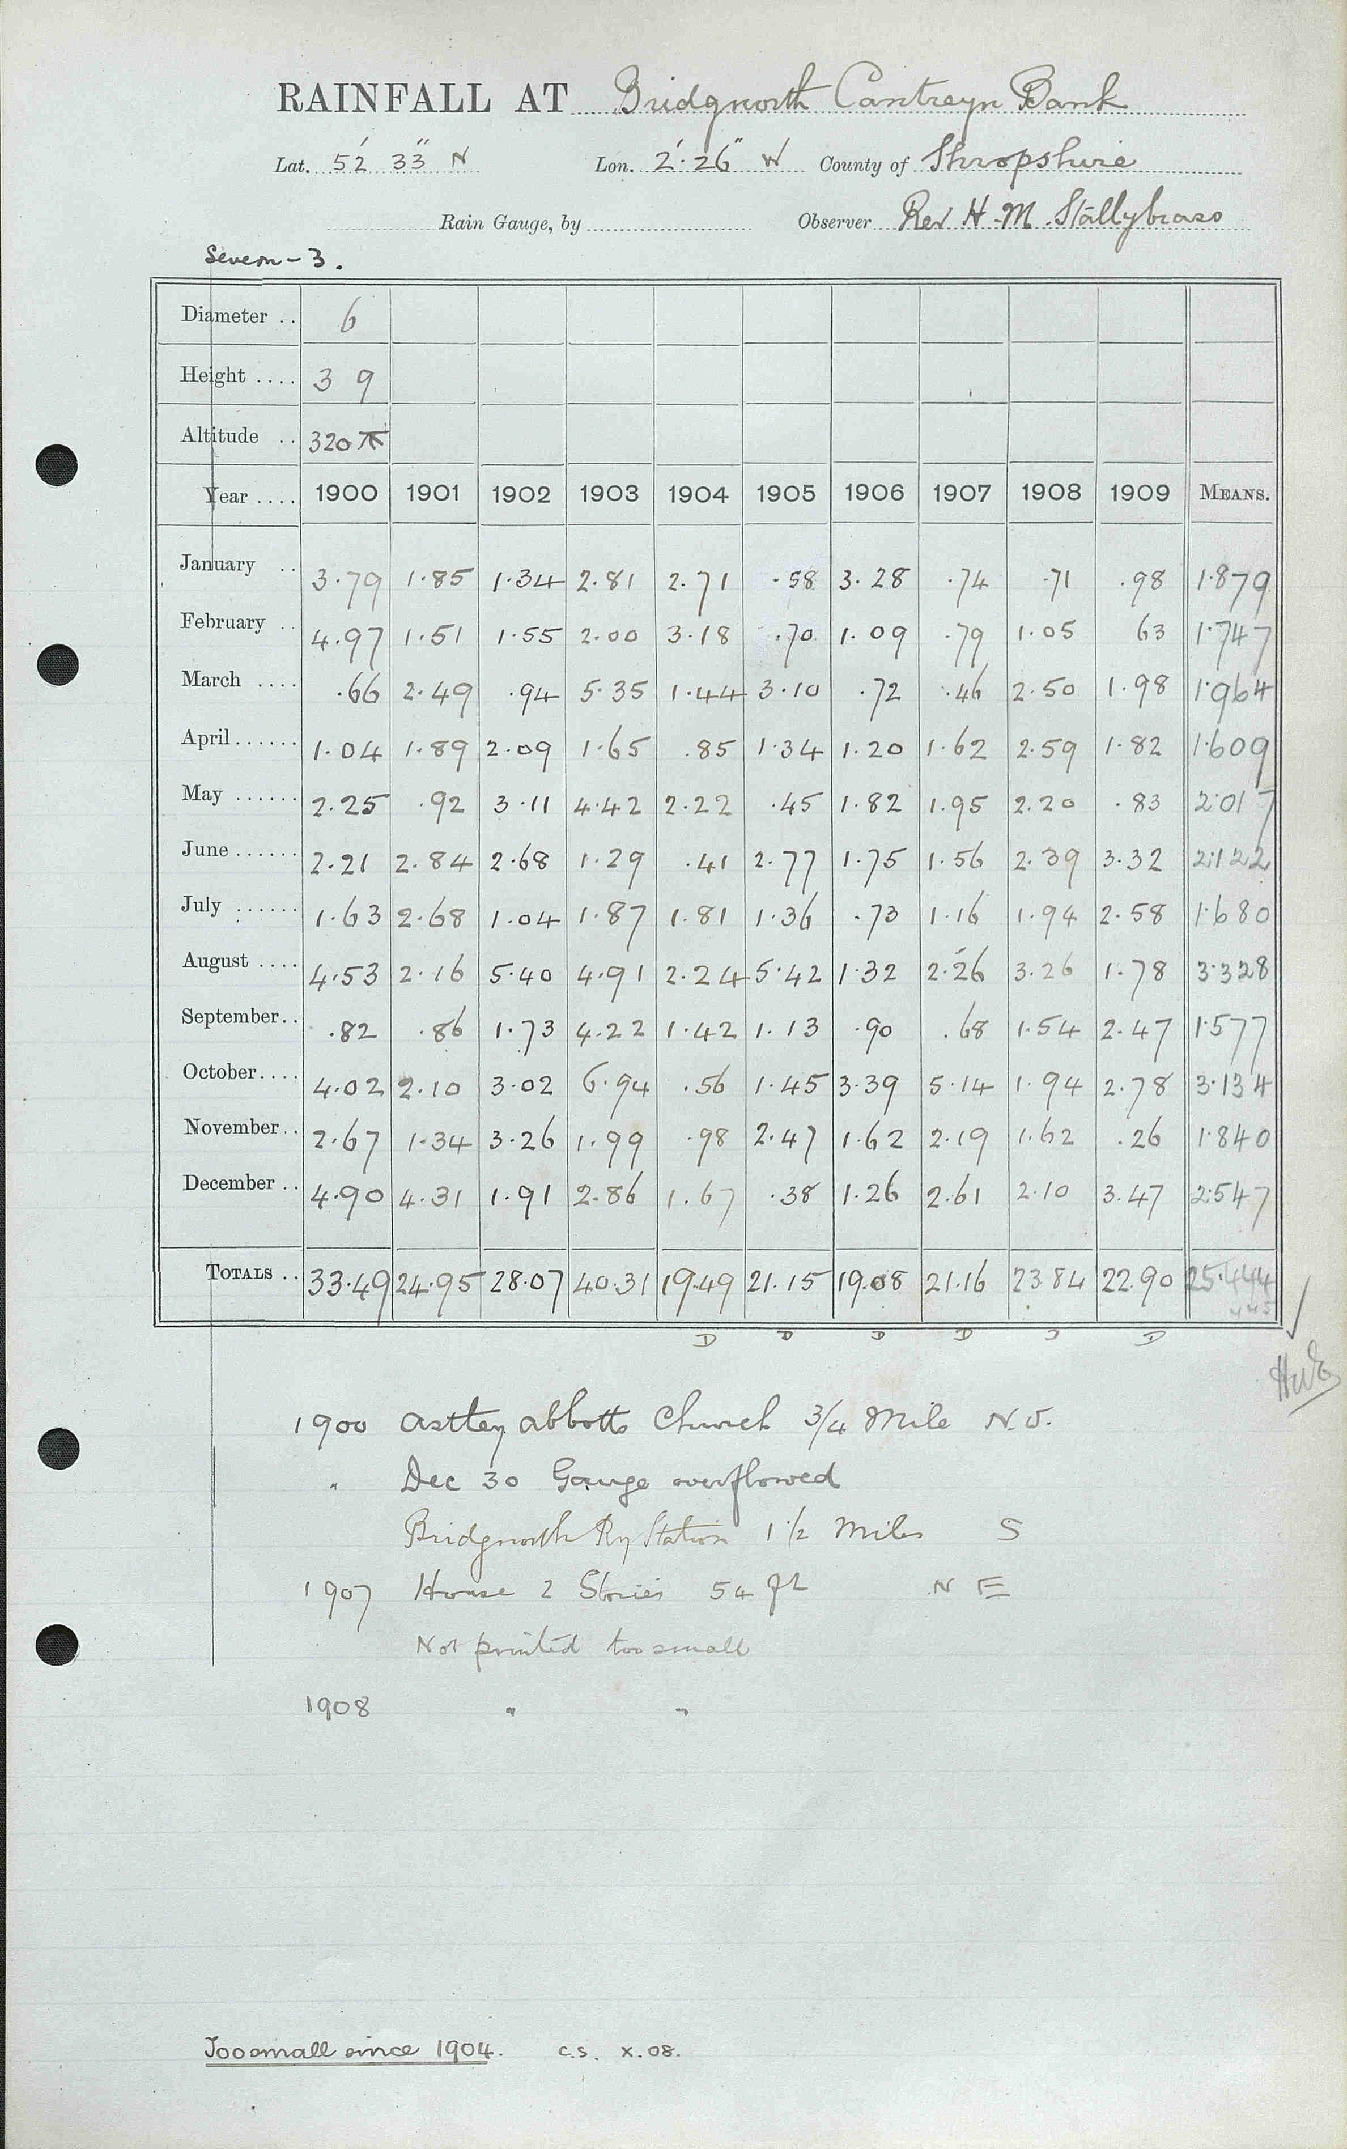 RAINFALL AT Bridgnorth Cantreyn Bank
Lat. 52' 33" N Lon. 2'.26" W County of Shropshire
Rain Gauge, by Observer Rev H.M. Stallybrass
Severn-3.
Diameter .. 6
Height .... 3 9
Altitude .. 320
Year .... 1900 1901 1902 1903 1904 1905 1906 1907 1908 1909 MEANS.
January .. 3.79 1.85 1.34 2.81 2.71 .58 3.28 .74 .71 .98 1.879
February .. 4.97 1.51 1.55 2.00 3.18 .70 1.09 .79 1.05 63 1.747
March .... .66 2.49 .94 5.35 1.44 3.10 .72 .46 2.50 1.98 1.964
April...... 1.04 1.89 2.09 1.65 .85 1.34 1.20 1.62 2.59 1.82 1.609
May ...... 2.25 .92 3.11 4.42 2.22 .45 1.82 1.95 2.20 .83 2.017
June...... 2.21 2.84 2.68 1.29 .41 2.77 1.75 1.56 2.39 3.32 2.122
July ...... 1.63 2.68 1.04 1.87 1.81 1.36 .73 1.16 1.94 2.58 1.680
August .... 4.53 2.16 5.40 4.91 2.24 5.42 1.32 2.26 3.26 1.78 3.328
September.. .82 .86 1.73 4.22 1.42 1.13 .90 .68 1.54 2.47 1.577
October.... 4.02 2.10 3.02 6.94 .56 1.45 3.39 5.14 1.94 2.78 3.134
November.. 2.67 1.34 3.26 1.99 .98 2.47 1.62 2.19 1.62 .26 1.840
December .. 4.90 4.31 1.91 2.86 1.67 .38 1.26 2.61 2.10 3.47 2.547
TOTALS .. 33.49 24.95 28.07 40.31 19.49 21.15 19.08 21.16 23.84 22.90 25.444
445
D D D D D D
1900 Astley Abbotts Church 3/4 Mile N.
" Dec 30 Gauge overflowed
Bridgnorth Ry Station 1 1/2 Miles S
1907 House 2 Stories 54 ft N E
Not printed too small
1908 " "
Too small since 1904. C.S. X.08.